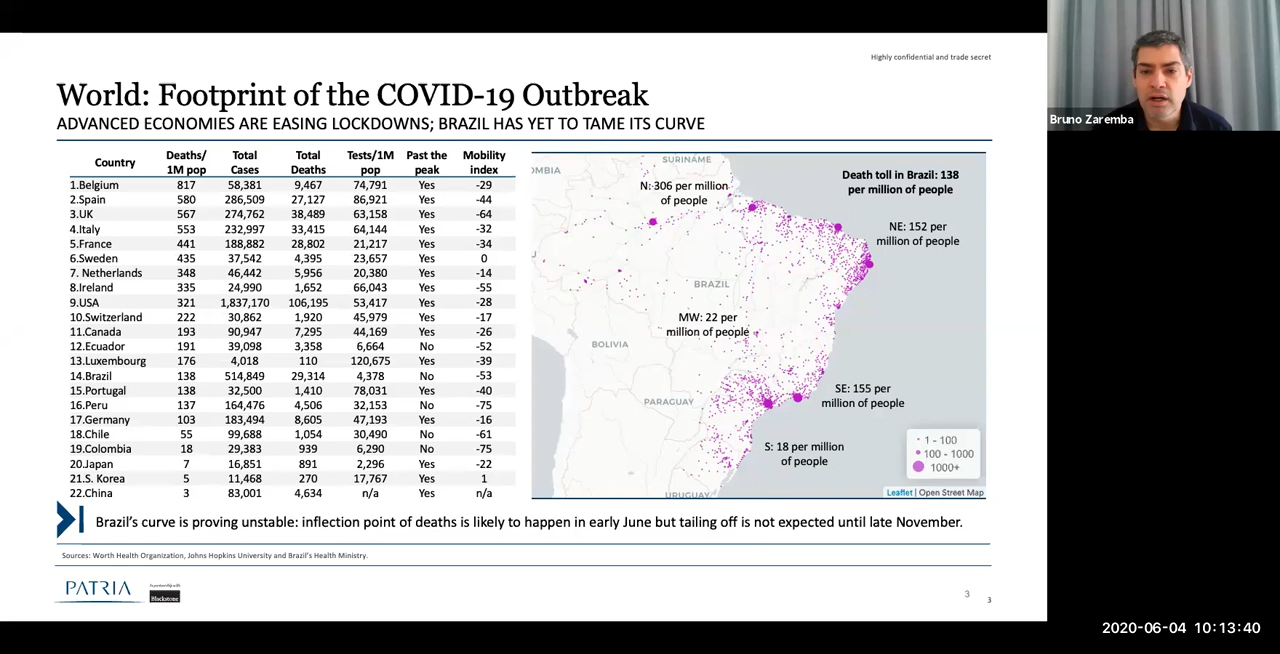 Highly confidential and trade secret
World: Footprint of the COVID-19 Outbreak
ADVANCED ECONOMIES ARE EASING LOCKDOWNS; BRAZIL HAS YET TO TAME ITS CURVE
Country Deaths/ 1M pop Total Cases Total Deaths Tests/1M pop Past the peak Mobility index
1.Belgium 817 58,381 9,467 74,791 Yes -29
2.Spain 580 286,509 27,127 86,921 Yes -44
3.UK 567 274,762 38,489 63,158 Yes -64
4.Italy 553 232,997 33,415 64,144 Yes -32
5.France 441 188,882 28,802 21,217 Yes -34
6.Sweden 435 37,542 4,395 23,657 Yes 0
7. Netherlands 348 46,442 5,956 20,380 Yes -14
8.Ireland 335 24,990 1,652 66,043 Yes -55
9.USA 321 1,837,170 106,195 53,417 Yes -28
10.Switzerland 222 30,862 1,920 45,979 Yes -17
11.Canada 193 90,947 7,295 44,169 Yes -26
12.Ecuador 191 39,098 3,358 6,664 No -52
13.Luxembourg 176 4,018 110 120,675 Yes -39
14.Brazil 138 514,849 29,314 4,378 No -53
15.Portugal 138 32,500 1,410 78,031 Yes -40
16.Peru 137 164,476 4,506 32,153 No -75
17.Germany 103 183,494 8,605 47,193 Yes -16
18.Chile 55 99,688 1,054 30,490 No -61
19.Colombia 18 29,383 939 6,290 No -75
20.Japan 7 16,851 891 2,296 Yes -22
21.S. Korea 5 11,468 270 17,767 Yes 1
22.China 3 83,001 4,634 n/a Yes n/a
SURINAME
OMBIA
N: 306 per million
of people
Death toll in Brazil: 138
per million of people
NE: 152 per
million of people
BRAZIL
MW: 22 per
million of people
BOLIVIA
SE: 155 per
million of people
PARAGUAY
S: 18 per million
of people
URUGUAY
1 - 100
100 - 1000
1000+
Leaflet | Open Street Map
Brazil's curve is proving unstable: inflection point of deaths is likely to happen in early June but tailing off is not expected until late November.
Sources: Worth Health Organization, Johns Hopkins University and Brazil's Health Ministry.
PATRIA
In partnership with
Blackstone
3
3
Bruno Zaremba
2020-06-04 10:13:40